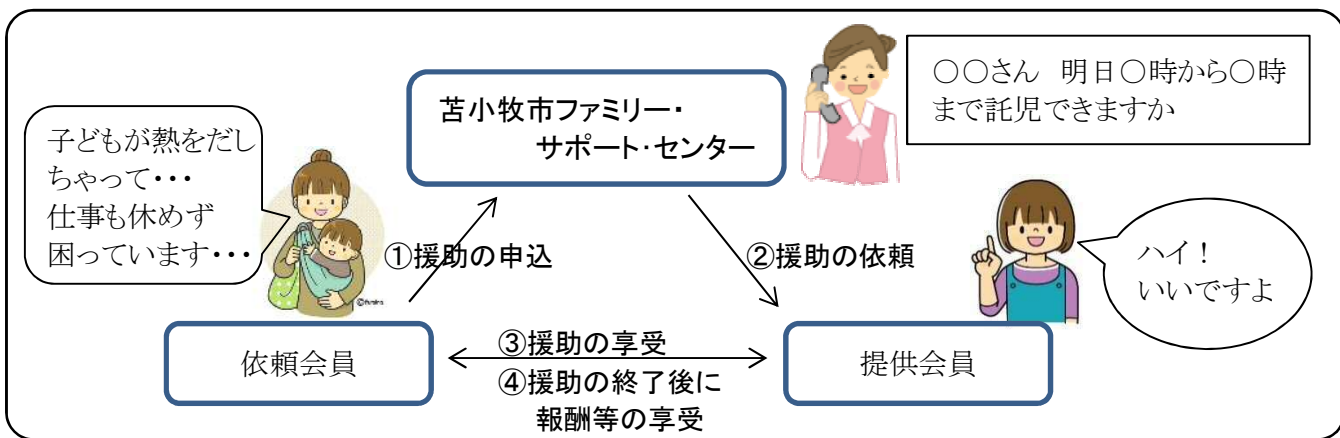 苫小牧市ファミリー・
サポート・センター
○○さん 明日○時から○時
まで託児できますか
子どもが熱をだし
ちゃって・・・
仕事も休めず
困っています・・・
①援助の申込
②援助の依頼
ハイ！
いいですよ
依頼会員
③援助の享受
④援助の終了後に
報酬等の享受
提供会員